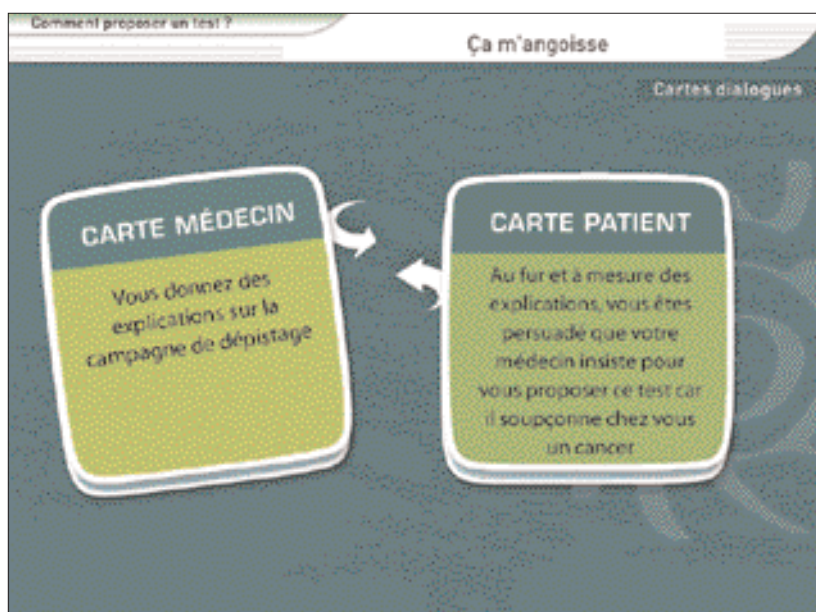 Comment proposer un test ?
Ça m'angoisse
Cartes dialogues
CARTE MÉDECIN
Vous donnez des
explications sur la
campagne de dépistage
CARTE PATIENT
Au fur et à mesure des
explications, vous êtes
persuadé que votre
médecin insiste pour
vous proposer ce test car
il soupçonne chez vous
un cancer